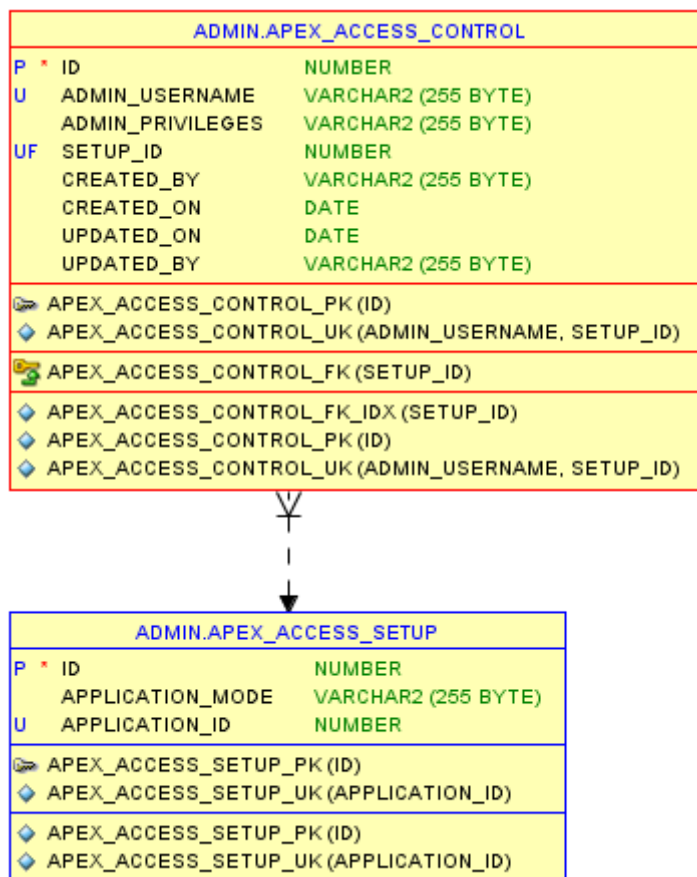 ADMIN.APEX_ACCESS_CONTROL
P * ID NUMBER
U ADMIN_USERNAME VARCHAR2 (255 BYTE)
ADMIN_PRIVILEGES VARCHAR2 (255 BYTE)
UF SETUP_ID NUMBER
CREATED_BY VARCHAR2 (255 BYTE)
CREATED_ON DATE
UPDATED_ON DATE
UPDATED_BY VARCHAR2 (255 BYTE)
APEX_ACCESS_CONTROL_PK (ID)
APEX_ACCESS_CONTROL_UK (ADMIN_USERNAME, SETUP_ID)
APEX_ACCESS_CONTROL_FK (SETUP_ID)
APEX_ACCESS_CONTROL_FK_IDX (SETUP_ID)
APEX_ACCESS_CONTROL_PK (ID)
APEX_ACCESS_CONTROL_UK (ADMIN_USERNAME, SETUP_ID)
ADMIN.APEX_ACCESS_SETUP
P * ID NUMBER
APPLICATION_MODE VARCHAR2 (255 BYTE)
U APPLICATION_ID NUMBER
APEX_ACCESS_SETUP_PK (ID)
APEX_ACCESS_SETUP_UK (APPLICATION_ID)
APEX_ACCESS_SETUP_PK (ID)
APEX_ACCESS_SETUP_UK (APPLICATION_ID)